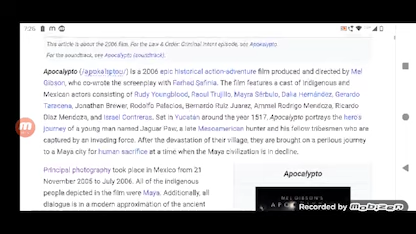 7:26
This article is about the 2006 film. For the Law & Order: Criminal Intent episode, see Apocalypto.
For the soundtrack, see Apocalypto (soundtrack).
Apocalypto (/əˌpɒkəˈlɪptoʊ/) is a 2006 epic historical action-adventure film produced and directed by Mel
Gibson, who co-wrote the screenplay with Farhad Safinia. The film features a cast of Indigenous and
Mexican actors consisting of Rudy Youngblood, Raoul Trujillo, Mayra Sérbulo, Dalia Hernández, Gerardo
Taracena, Jonathan Brewer, Rodolfo Palacios, Bernardo Ruiz Juarez, Ammel Rodrigo Mendoza, Ricardo
Díaz Mendoza, and Israel Contreras. Set in Yucatan around the year 1517, Apocalypto portrays the hero's
journey of a young man named Jaguar Paw, a late Mesoamerican hunter and his fellow tribesmen who
are captured by an invading force. After the devastation of their village, they are brought on a perilous journey
to a Maya city for human sacrifice at a time when the Maya civilization is in decline.
Principal photography took place in Mexico from 21
November 2005 to July 2006. All of the indigenous
people depicted in the film were Maya. Additionally, all
dialogue is in a modern approximation of the ancient
Apocalypto
MEL GIBSON'S
Recorded by Mobizen